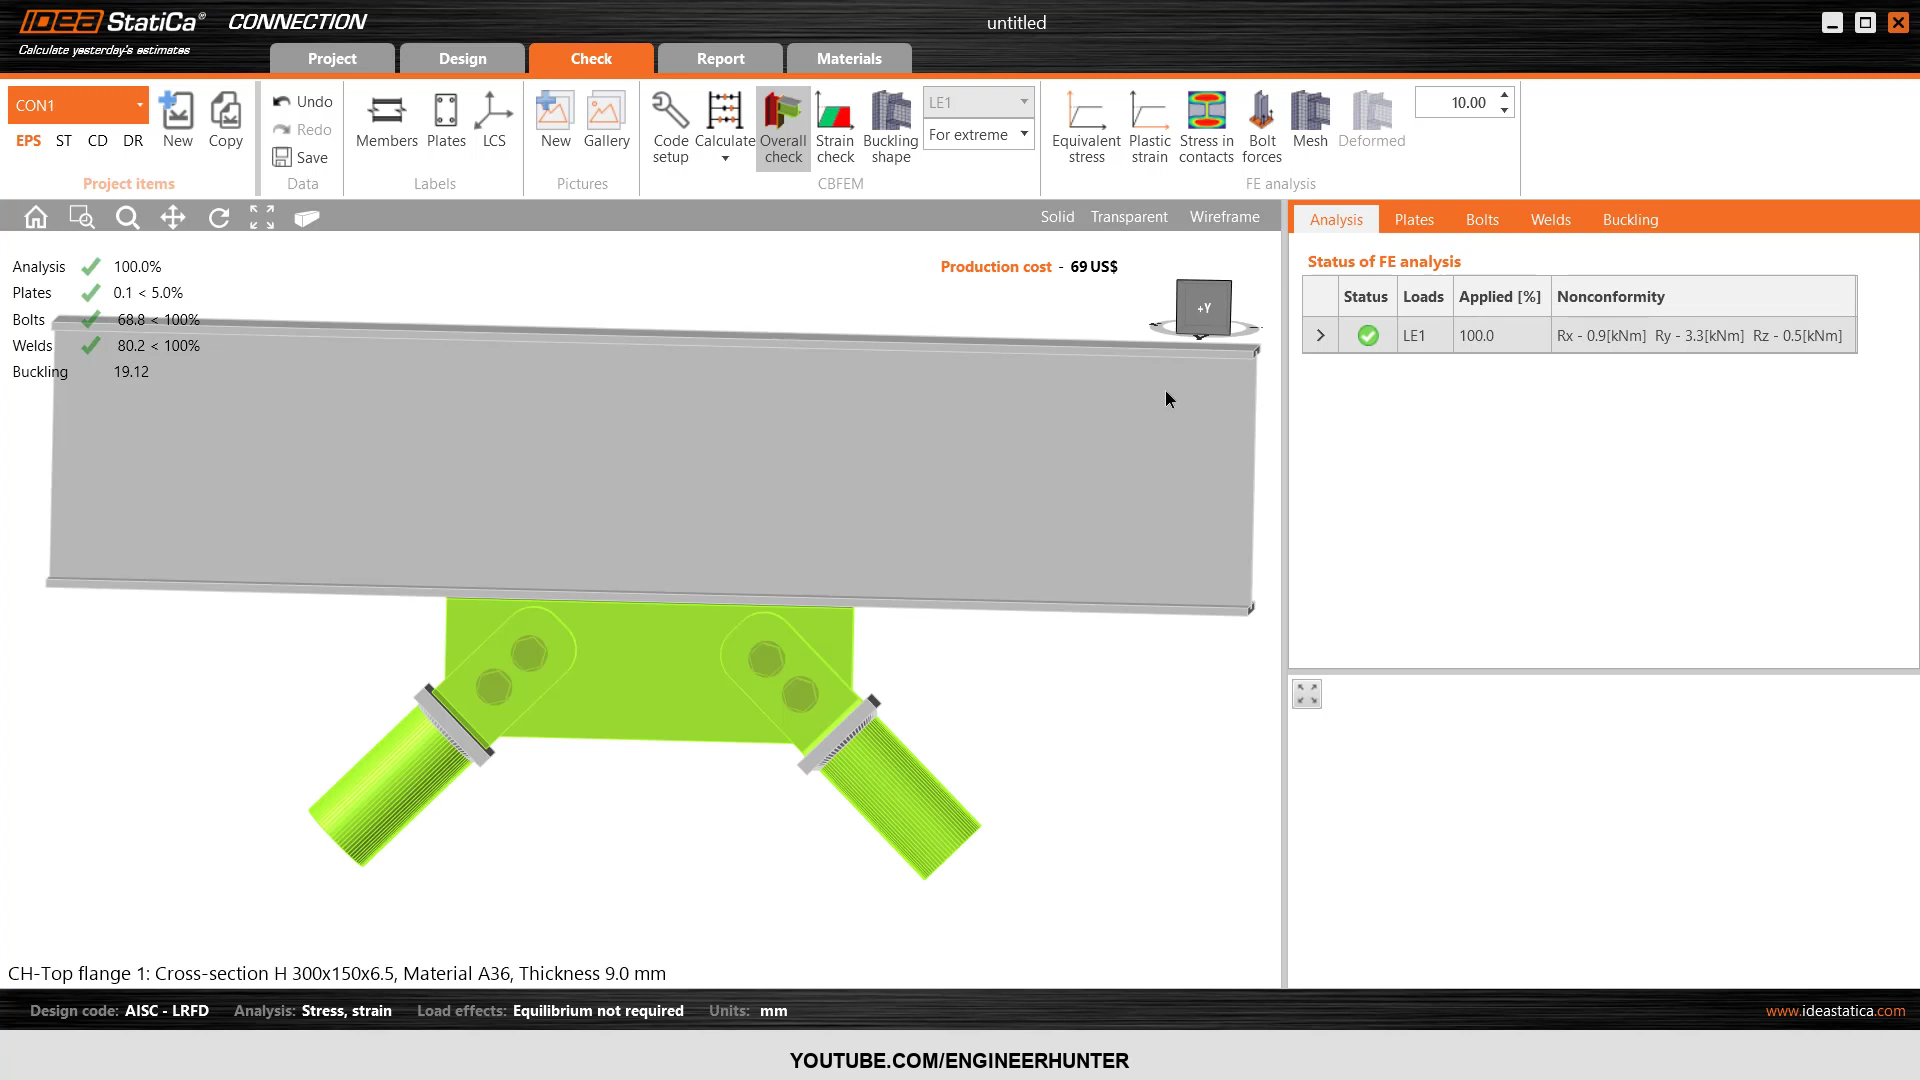 IDEA StatiCa® CONNECTION
Calculate yesterday's estimates
untitled
Project Design Check Report Materials
CON1
EPS ST CD DR
New
Copy
Project items
Undo
Redo
Save
Data
Members
Plates
LCS
Labels
New
Gallery
Pictures
Code setup
Calculate
Overall check
Strain check
Buckling shape
LE1
For extreme
CBFEM
Equivalent stress
Plastic strain
Stress in contacts
Bolt forces
Mesh
Deformed
10.00
FE analysis
Solid Transparent Wireframe
Analysis 100.0%
Plates 0.1 < 5.0%
Bolts 68.8 < 100%
Welds 80.2 < 100%
Buckling 19.12
Production cost - 69 US$
+Y
Analysis Plates Bolts Welds Buckling
Status of FE analysis
Status Loads Applied [%] Nonconformity
LE1 100.0 Rx - 0.9[kNm] Ry - 3.3[kNm] Rz - 0.5[kNm]
CH-Top flange 1: Cross-section H 300x150x6.5, Material A36, Thickness 9.0 mm
Design code: AISC - LRFD Analysis: Stress, strain Load effects: Equilibrium not required Units: mm
www.ideastatica.com
YOUTUBE.COM/ENGINEERHUNTER